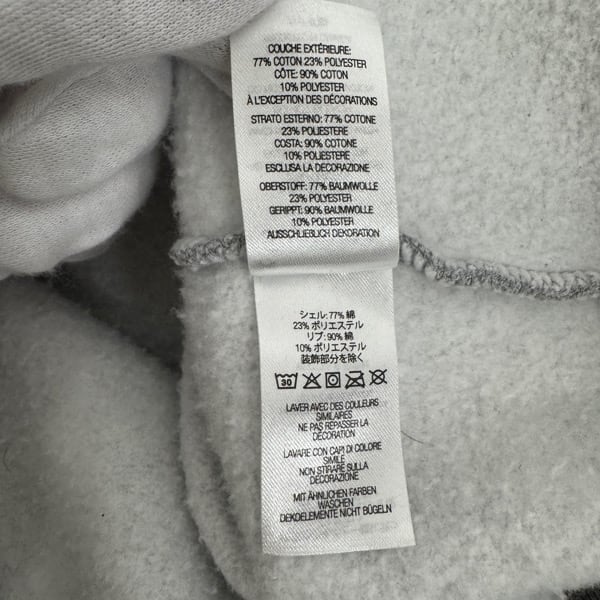 COUCHE EXTÉRIEURE:
77% COTON 23% POLYESTER
CÔTE: 90% COTON
10% POLYESTER
À L'EXCEPTION DES DÉCORATIONS
STRATO ESTERNO: 77% COTONE
23% POLIESTERE
COSTA: 90% COTONE
10% POLIESTERE
ESCLUSA LA DECORAZIONE
OBERSTOFF: 77% BAUMWOLLE
23% POLYESTER
GERIPPT: 90% BAUMWOLLE
10% POLYESTER
AUSSCHLIEBLICH DEKORATION
シェル: 77% 綿
23% ポリエステル
リブ: 90% 綿
10% ポリエステル
装飾部分を除く
30
LAVER AVEC DES COULEURS
SIMILAIRES
NE PAS REPASSER LA
DÉCORATION
LAVARE CON CAPI DI COLORE
SIMILE
NON STIRARE SULLA
DECORAZIONE
MIT ÄHNLICHEN FARBEN
WASCHEN
DEKOELEMENTE NICHT BÜGELN